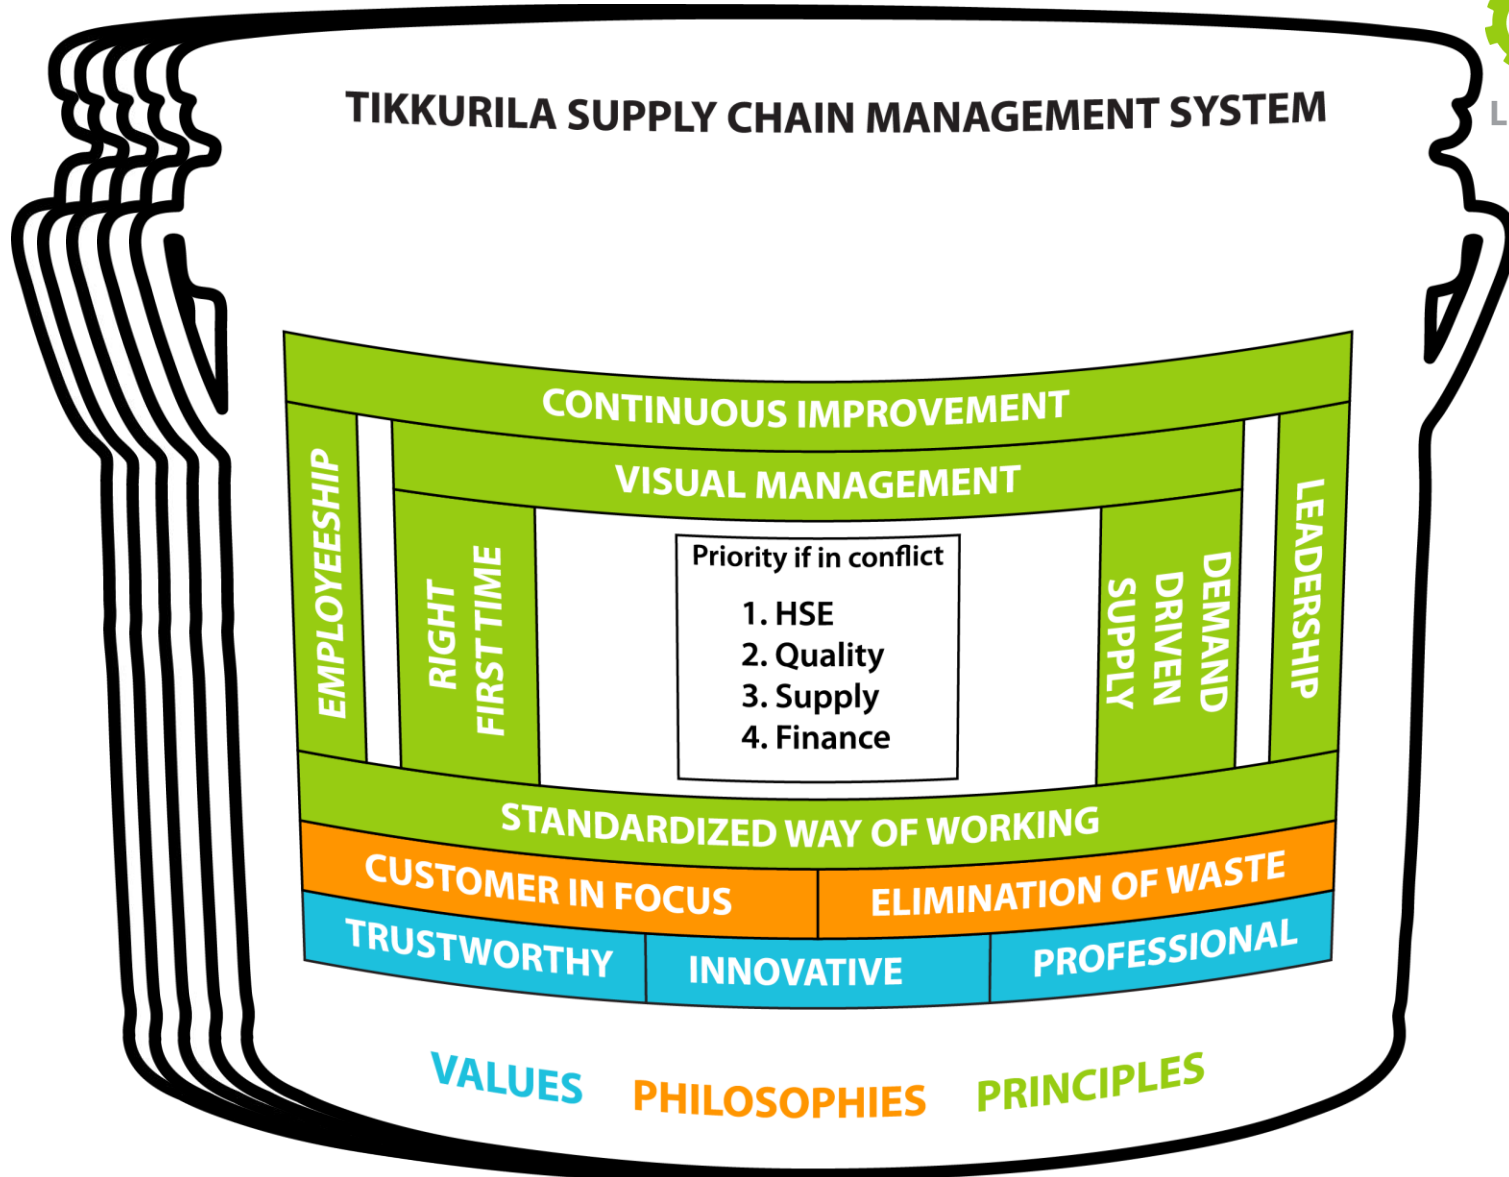 TIKKURILA SUPPLY CHAIN MANAGEMENT SYSTEM
L
CONTINUOUS IMPROVEMENT
VISUAL MANAGEMENT
EMPLOYEESHIP
RIGHT
FIRST TIME
Priority if in conflict
1. HSE
2. Quality
3. Supply
4. Finance
DEMAND
DRIVEN
SUPPLY
LEADERSHIP
STANDARDIZED WAY OF WORKING
CUSTOMER IN FOCUS
ELIMINATION OF WASTE
TRUSTWORTHY
INNOVATIVE
PROFESSIONAL
VALUES
PHILOSOPHIES
PRINCIPLES